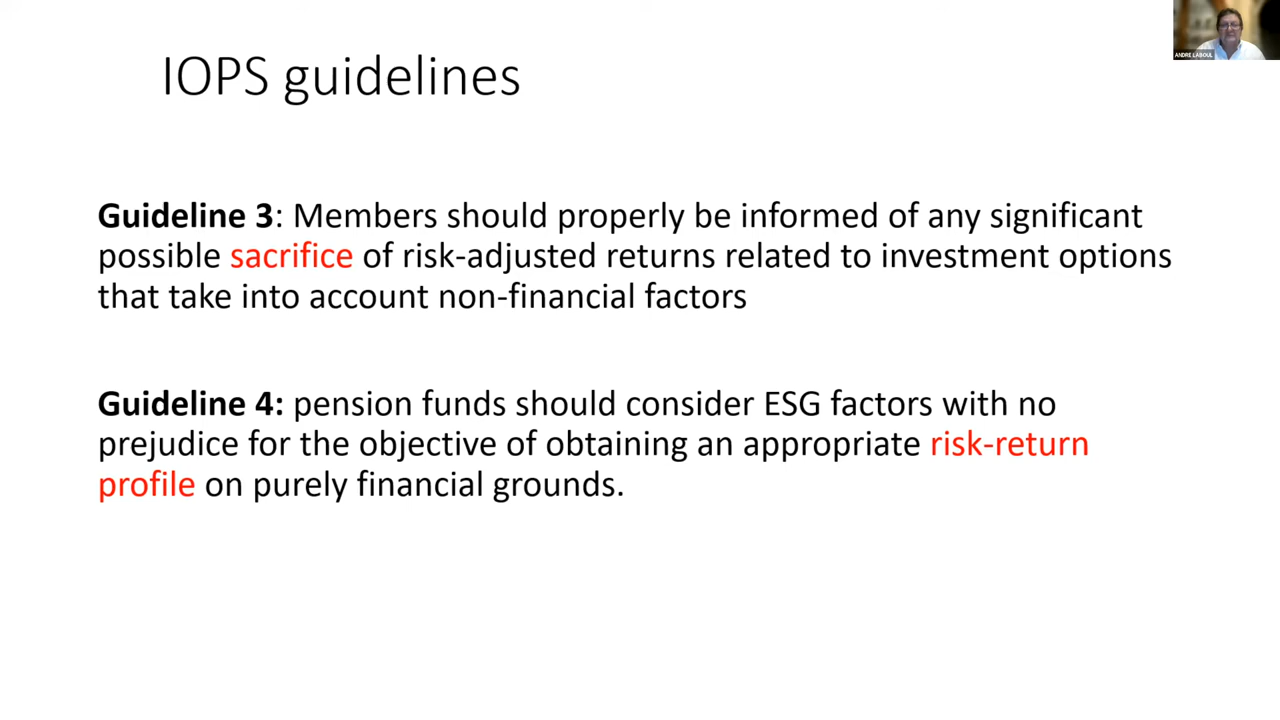 IOPS guidelines
ANDRE LABOUL
Guideline 3: Members should properly be informed of any significant
possible sacrifice of risk-adjusted returns related to investment options
that take into account non-financial factors
Guideline 4: pension funds should consider ESG factors with no
prejudice for the objective of obtaining an appropriate risk-return
profile on purely financial grounds.